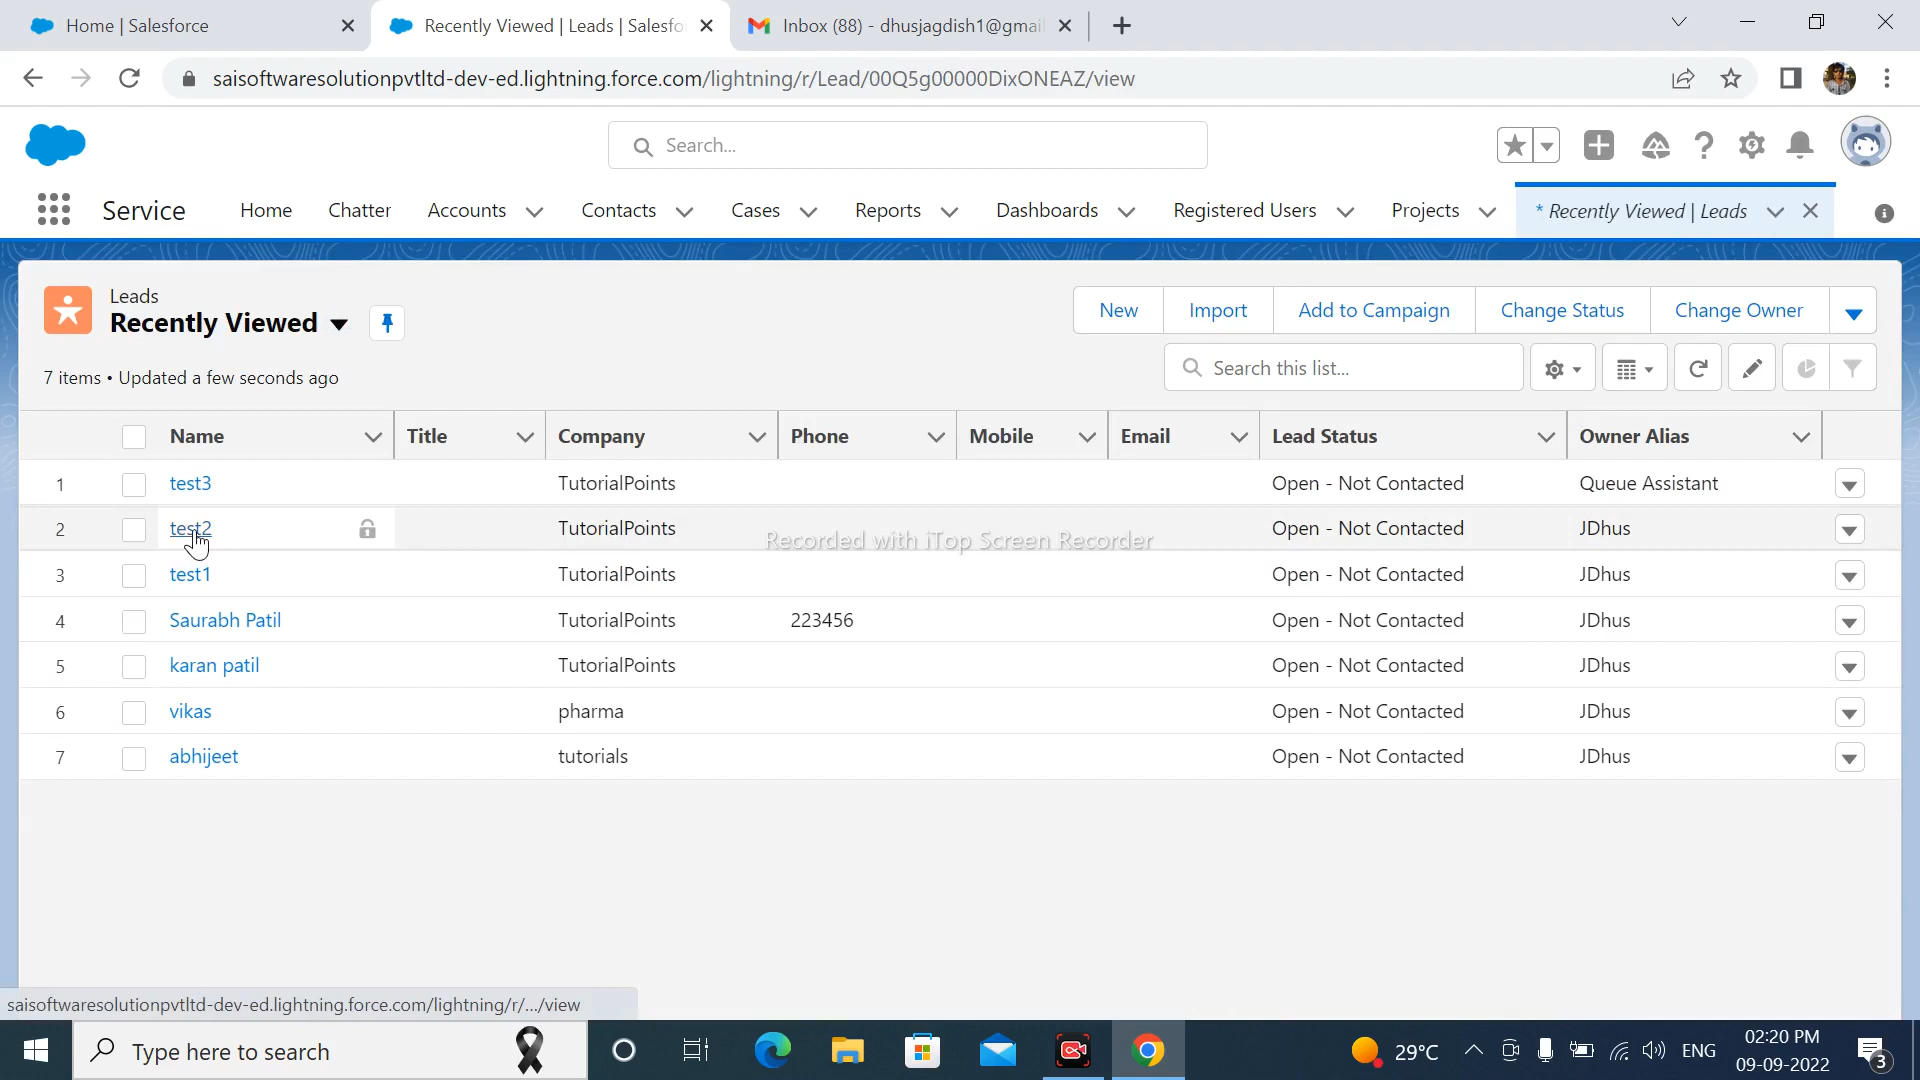 Home | Salesforce
Recently Viewed | Leads | Salesfo
Inbox (88) - dhusjagdish1@gmail
saisoftwaresolutionpvtltd-dev-ed.lightning.force.com/lightning/r/Lead/00Q5g00000DixONEAZ/view
Search...
Service Home Chatter Accounts Contacts Cases Reports Dashboards Registered Users Projects * Recently Viewed | Leads
Leads
Recently Viewed
New Import Add to Campaign Change Status Change Owner
7 items • Updated a few seconds ago
Search this list...
Name Title Company Phone Mobile Email Lead Status Owner Alias
1 test3 TutorialPoints Open - Not Contacted Queue Assistant
2 test2 TutorialPoints Open - Not Contacted JDhus
Recorded with iTop Screen Recorder
3 test1 TutorialPoints Open - Not Contacted JDhus
4 Saurabh Patil TutorialPoints 223456 Open - Not Contacted JDhus
5 karan patil TutorialPoints Open - Not Contacted JDhus
6 vikas pharma Open - Not Contacted JDhus
7 abhijeet tutorials Open - Not Contacted JDhus
saisoftwaresolutionpvtltd-dev-ed.lightning.force.com/lightning/r/.../view
Type here to search
29°C
ENG
02:20 PM
09-09-2022
3